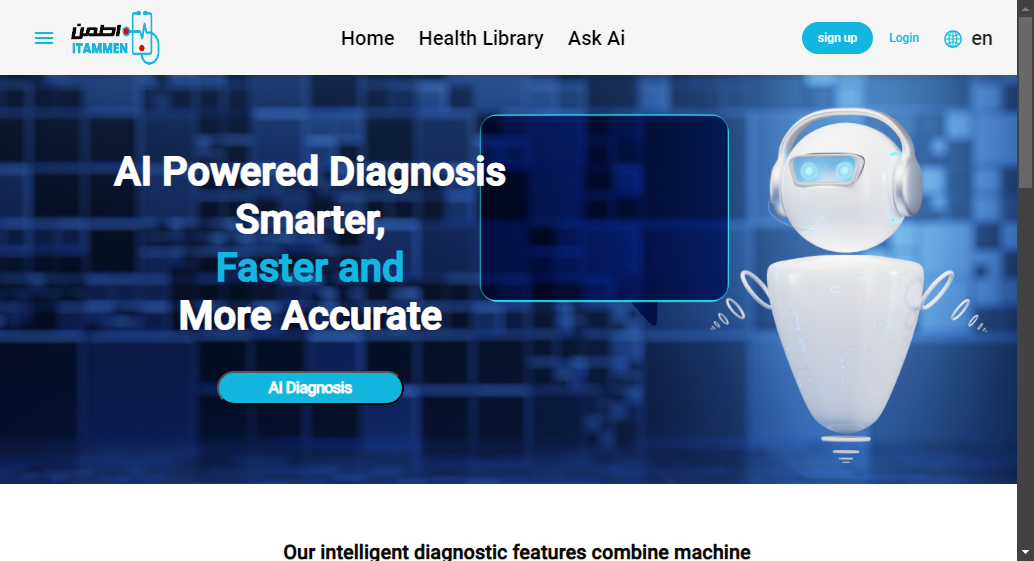 اطمن
ITAMMEN
Home
Health Library
Ask Ai
sign up
Login
en
AI Powered Diagnosis
Smarter,
Faster and
More Accurate
AI Diagnosis
Our intelligent diagnostic features combine machine